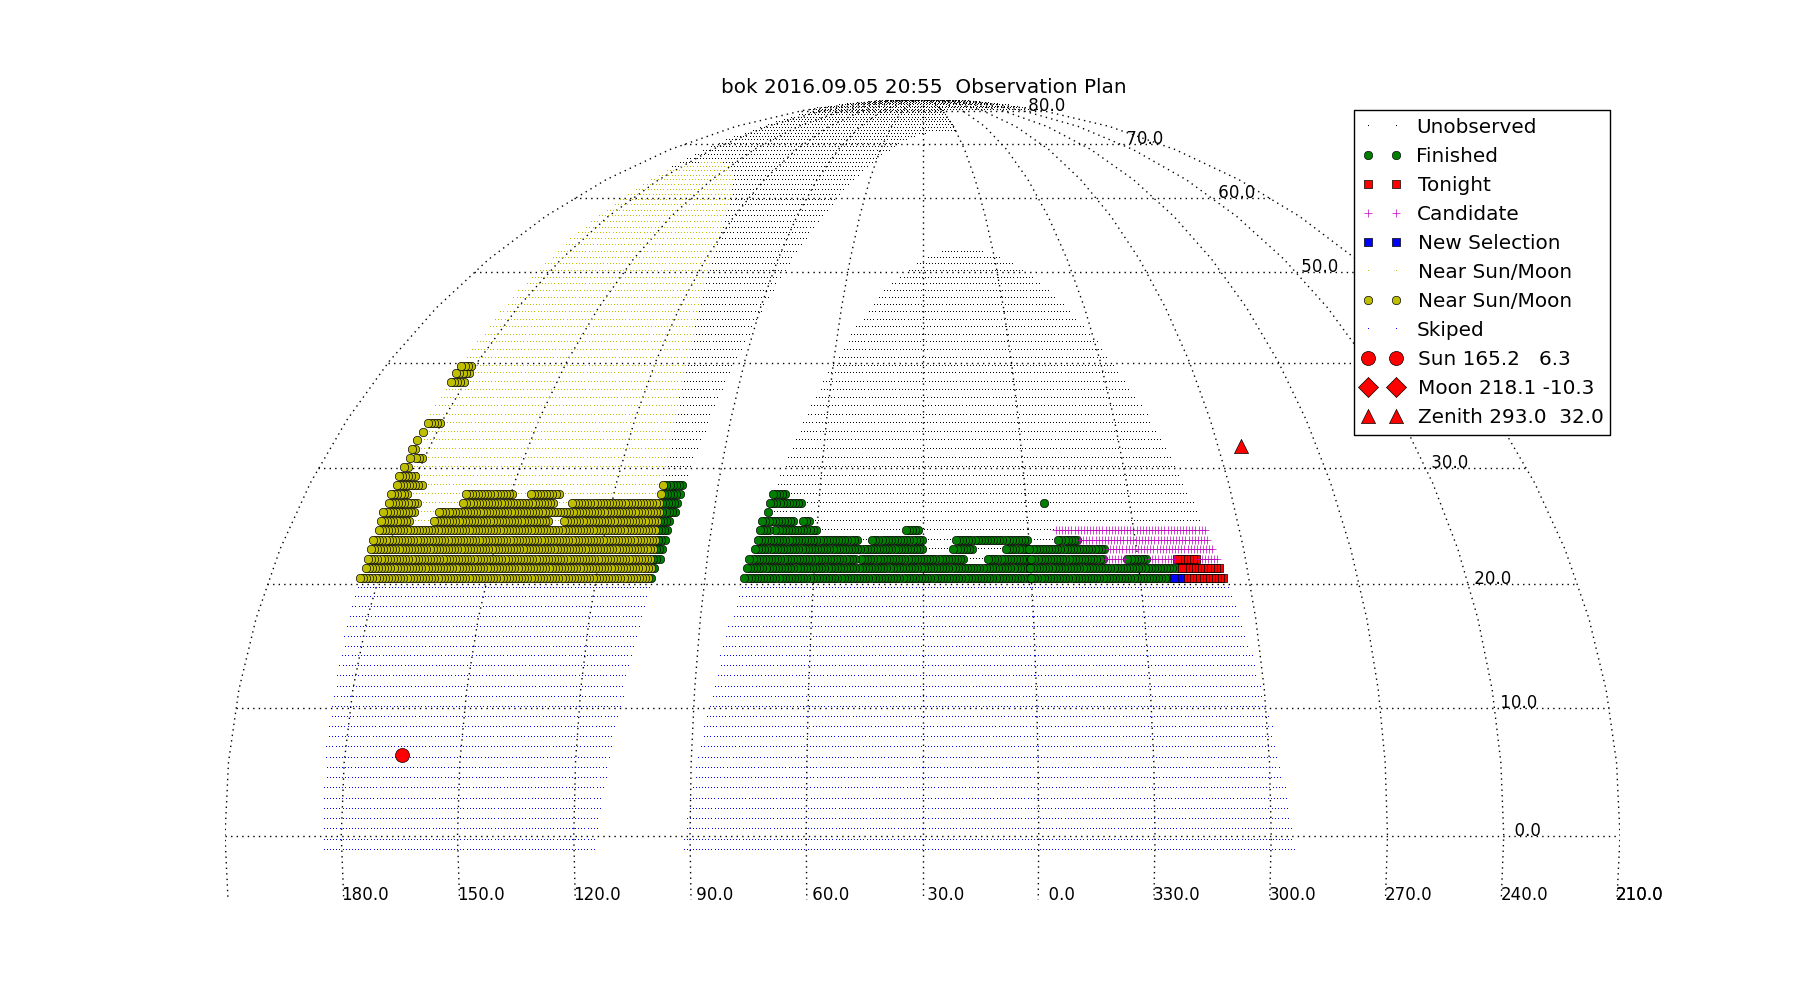 bok 2016.09.05 20:55  Observation Plan
80.0
70.0
60.0
50.0
30.0
20.0
10.0
0.0
Unobserved
Finished
Tonight
Candidate
New Selection
Near Sun/Moon
Near Sun/Moon
Skiped
Sun 165.2   6.3
Moon 218.1 -10.3
Zenith 293.0  32.0
180.0 150.0 120.0 90.0 60.0 30.0 0.0 330.0 300.0 270.0 240.0 210.0